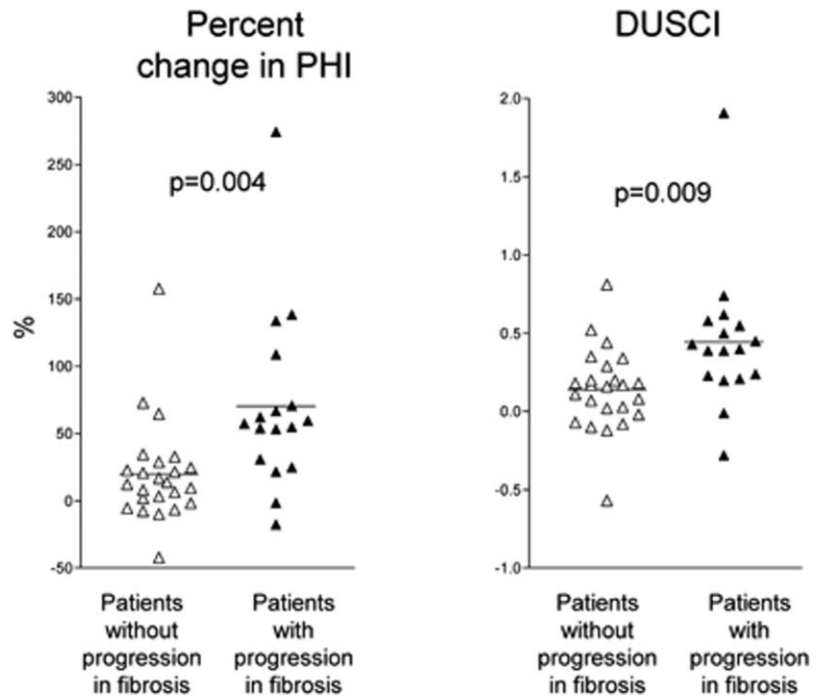 Percent
change in PHI
300
250
200
150
100
50
0
-50
%
p=0.004
Patients
without
progression
in fibrosis
Patients
with
progression
in fibrosis
DUSCI
2.0
1.5
1.0
0.5
0.0
-0.5
-1.0
p=0.009
Patients
without
progression
in fibrosis
Patients
with
progression
in fibrosis